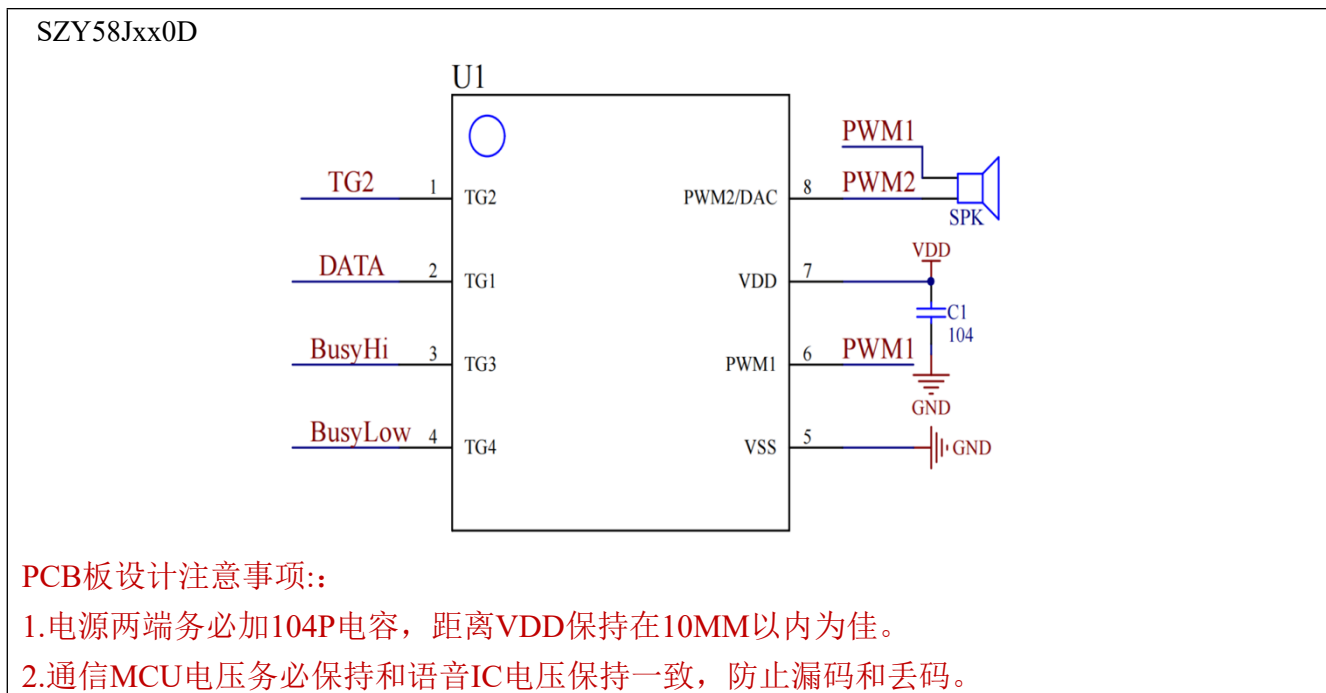 SZY58Jxx0D
U1
PWM1
TG2 1 TG2 PWM2/DAC 8 PWM2
SPK
VDD
DATA 2 TG1 VDD 7
C1
104
BusyHi 3 TG3 PWM1 6 PWM1
GND
BusyLow 4 TG4 VSS 5 GND
PCB板设计注意事项:：
1.电源两端务必加104P电容，距离VDD保持在10MM以内为佳。
2.通信MCU电压务必保持和语音IC电压保持一致，防止漏码和丢码。